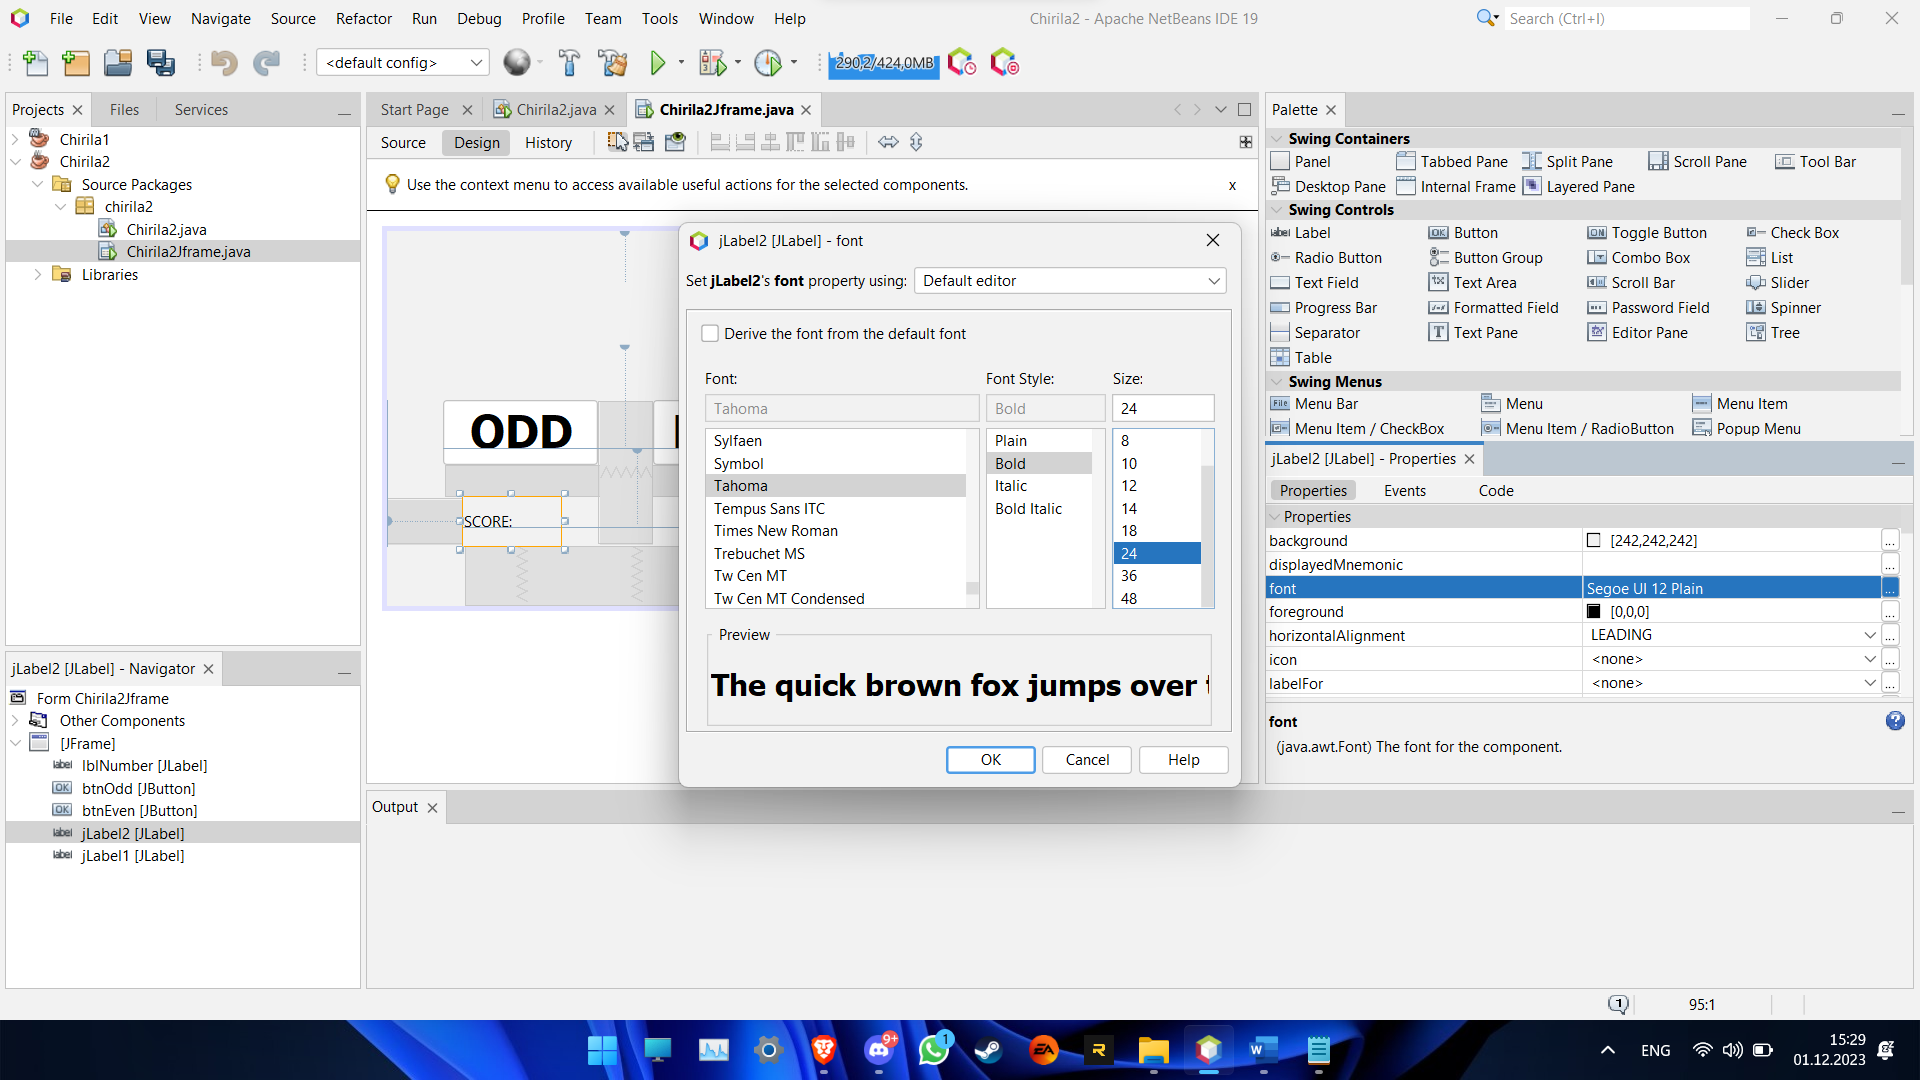 File Edit View Navigate Source Refactor Run Debug Profile Team Tools Window Help
Chirila2 - Apache NetBeans IDE 19
Search (Ctrl+I)
<default config>
290,2/424,0MB
Projects
Files
Services
Chirila1
Chirila2
Source Packages
chirila2
Chirila2.java
Chirila2Jframe.java
Libraries
Start Page
Chirila2.java
Chirila2Jframe.java
Source
Design
History
Use the context menu to access available useful actions for the selected components.
x
ODD
SCORE:
jLabel2 [JLabel] - font
Set jLabel2's font property using:
Default editor
Derive the font from the default font
Font:
Font Style:
Size:
Tahoma
Bold
24
Sylfaen
Symbol
Tahoma
Tempus Sans ITC
Times New Roman
Trebuchet MS
Tw Cen MT
Tw Cen MT Condensed
Plain
Bold
Italic
Bold Italic
8
10
12
14
18
24
36
48
Preview
The quick brown fox jumps over
OK
Cancel
Help
Palette
Swing Containers
Panel
Tabbed Pane
Split Pane
Scroll Pane
Tool Bar
Desktop Pane
Internal Frame
Layered Pane
Swing Controls
Label
Button
Toggle Button
Check Box
Radio Button
Button Group
Combo Box
List
Text Field
Text Area
Scroll Bar
Slider
Progress Bar
Formatted Field
Password Field
Spinner
Separator
Text Pane
Editor Pane
Tree
Table
Swing Menus
Menu Bar
Menu
Menu Item
Menu Item / CheckBox
Menu Item / RadioButton
Popup Menu
jLabel2 [JLabel] - Properties
Properties
Events
Code
Properties
background
[242,242,242]
displayedMnemonic
font
Segoe UI 12 Plain
foreground
[0,0,0]
horizontalAlignment
LEADING
icon
<none>
labelFor
<none>
font
(java.awt.Font) The font for the component.
jLabel2 [JLabel] - Navigator
Form Chirila2Jframe
Other Components
[JFrame]
lblNumber [JLabel]
btnOdd [JButton]
btnEven [JButton]
jLabel2 [JLabel]
jLabel1 [JLabel]
Output
1
95:1
9+
1
ENG
15:29
01.12.2023